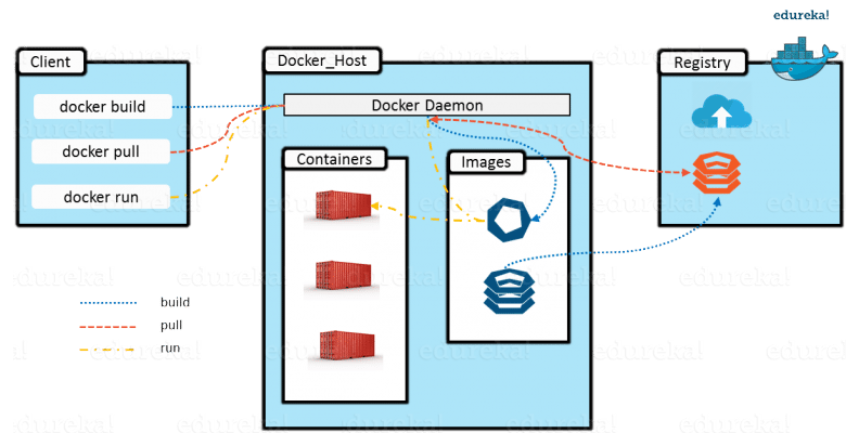 edureka!
Client
Docker_Host
Registry
docker build
Docker Daemon
docker pull
Containers
Images
docker run
build
pull
run